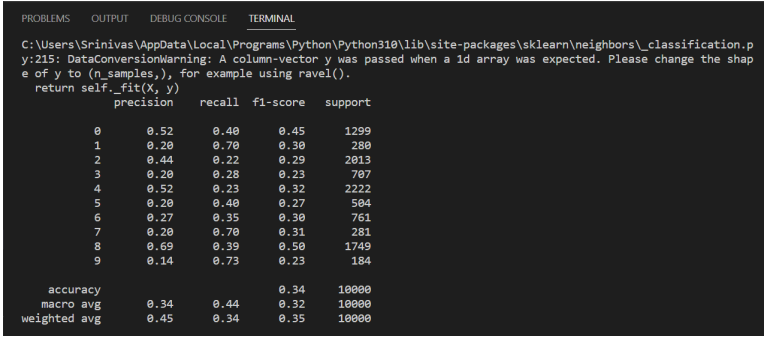 PROBLEMS OUTPUT DEBUG CONSOLE TERMINAL
C:\Users\Srinivas\AppData\Local\Programs\Python\Python310\lib\site-packages\sklearn\neighbors\_classification.p
y:215: DataConversionWarning: A column-vector y was passed when a 1d array was expected. Please change the shap
e of y to (n_samples,), for example using ravel().
  return self._fit(X, y)
              precision    recall  f1-score   support

           0       0.52      0.40      0.45      1299
           1       0.20      0.70      0.30       280
           2       0.44      0.22      0.29      2013
           3       0.20      0.28      0.23       707
           4       0.52      0.23      0.32      2222
           5       0.20      0.40      0.27       504
           6       0.27      0.35      0.30       761
           7       0.20      0.70      0.31       281
           8       0.69      0.39      0.50      1749
           9       0.14      0.73      0.23       184

    accuracy                           0.34     10000
   macro avg       0.34      0.44      0.32     10000
weighted avg       0.45      0.34      0.35     10000